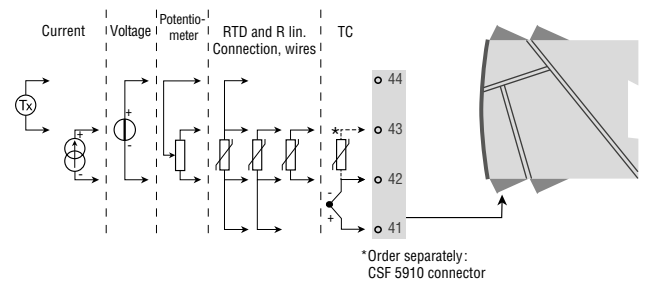 Current
Voltage
Potentio-
meter
RTD and R lin.
Connection, wires
TC
Tx
+
-
+
-
*
-
+
44
43
42
41
*Order separately:
CSF 5910 connector